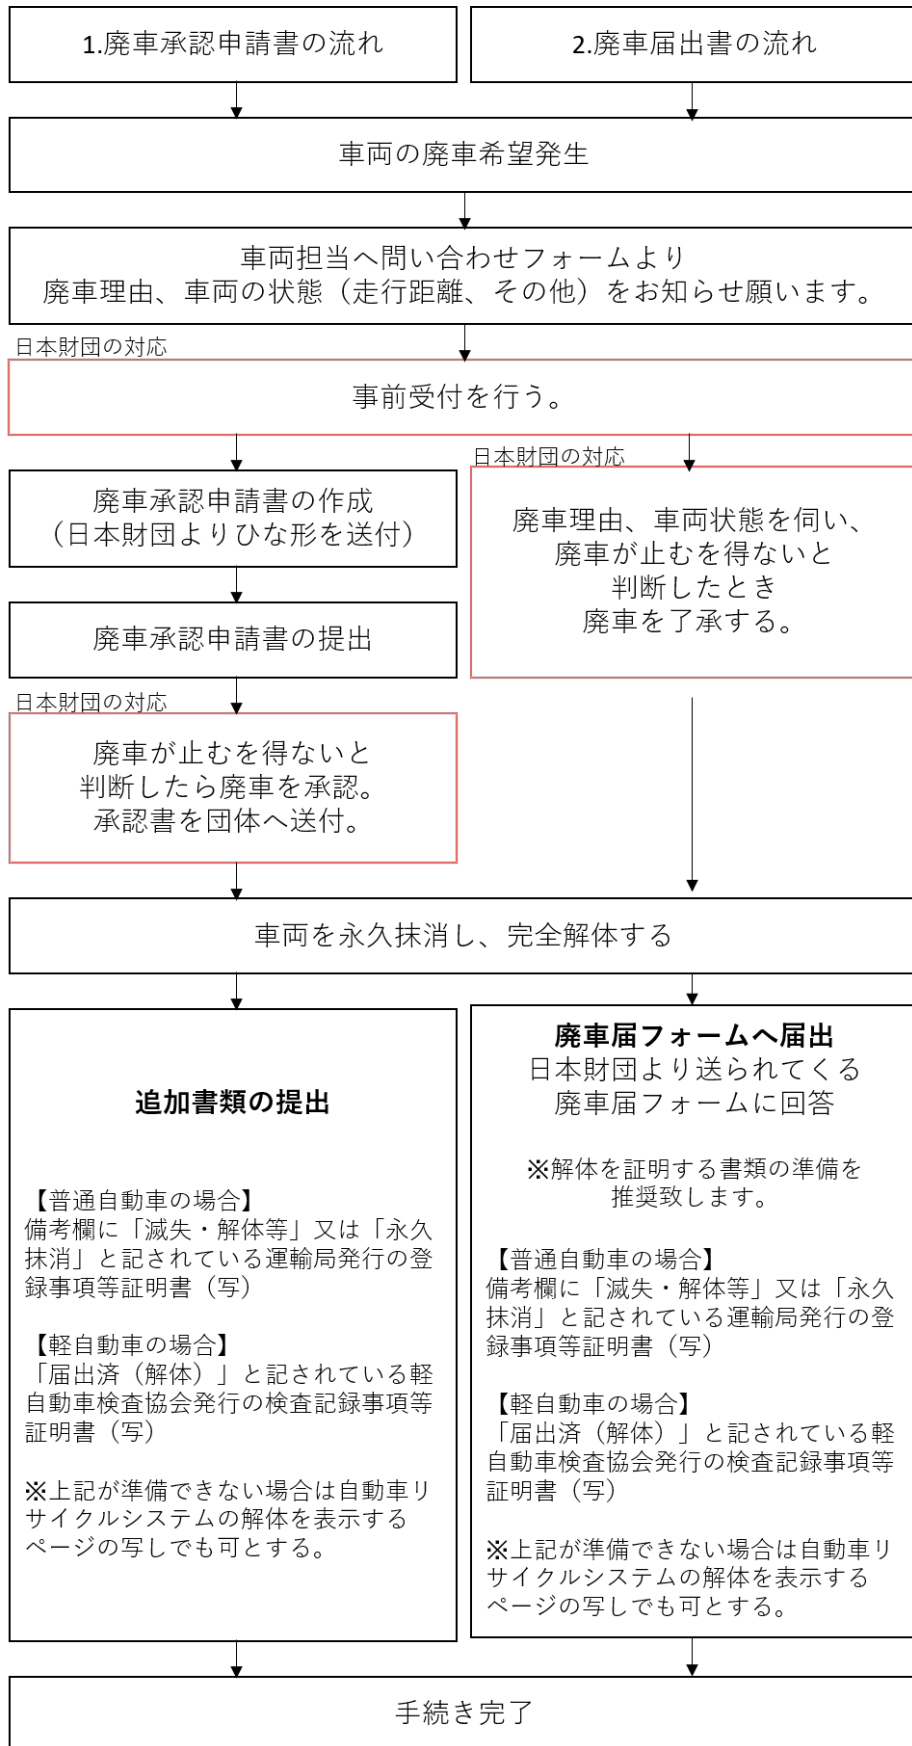 1.廃車承認申請書の流れ
2.廃車届出書の流れ
車両の廃車希望発生
車両担当へ問い合わせフォームより
廃車理由、車両の状態（走行距離、その他）をお知らせ願います。
日本財団の対応
事前受付を行う。
廃車承認申請書の作成
（日本財団よりひな形を送付）
廃車承認申請書の提出
日本財団の対応
廃車が止むを得ないと
判断したら廃車を承認。
承認書を団体へ送付。
日本財団の対応
廃車理由、車両状態を伺い、
廃車が止むを得ないと
判断したとき
廃車を了承する。
車両を永久抹消し、完全解体する
追加書類の提出
【普通自動車の場合】
備考欄に「滅失・解体等」又は「永久
抹消」と記されている運輸局発行の登
録事項等証明書（写）
【軽自動車の場合】
「届出済（解体）」と記されている軽
自動車検査協会発行の検査記録事項等
証明書（写）
※上記が準備できない場合は自動車リ
サイクルシステムの解体を表示する
ページの写しでも可とする。
廃車届フォームへ届出
日本財団より送られてくる
廃車届フォームに回答
※解体を証明する書類の準備を
推奨致します。
【普通自動車の場合】
備考欄に「滅失・解体等」又は「永久
抹消」と記されている運輸局発行の登
録事項等証明書（写）
【軽自動車の場合】
「届出済（解体）」と記されている軽
自動車検査協会発行の検査記録事項等
証明書（写）
※上記が準備できない場合は自動車リ
サイクルシステムの解体を表示する
ページの写しでも可とする。
手続き完了